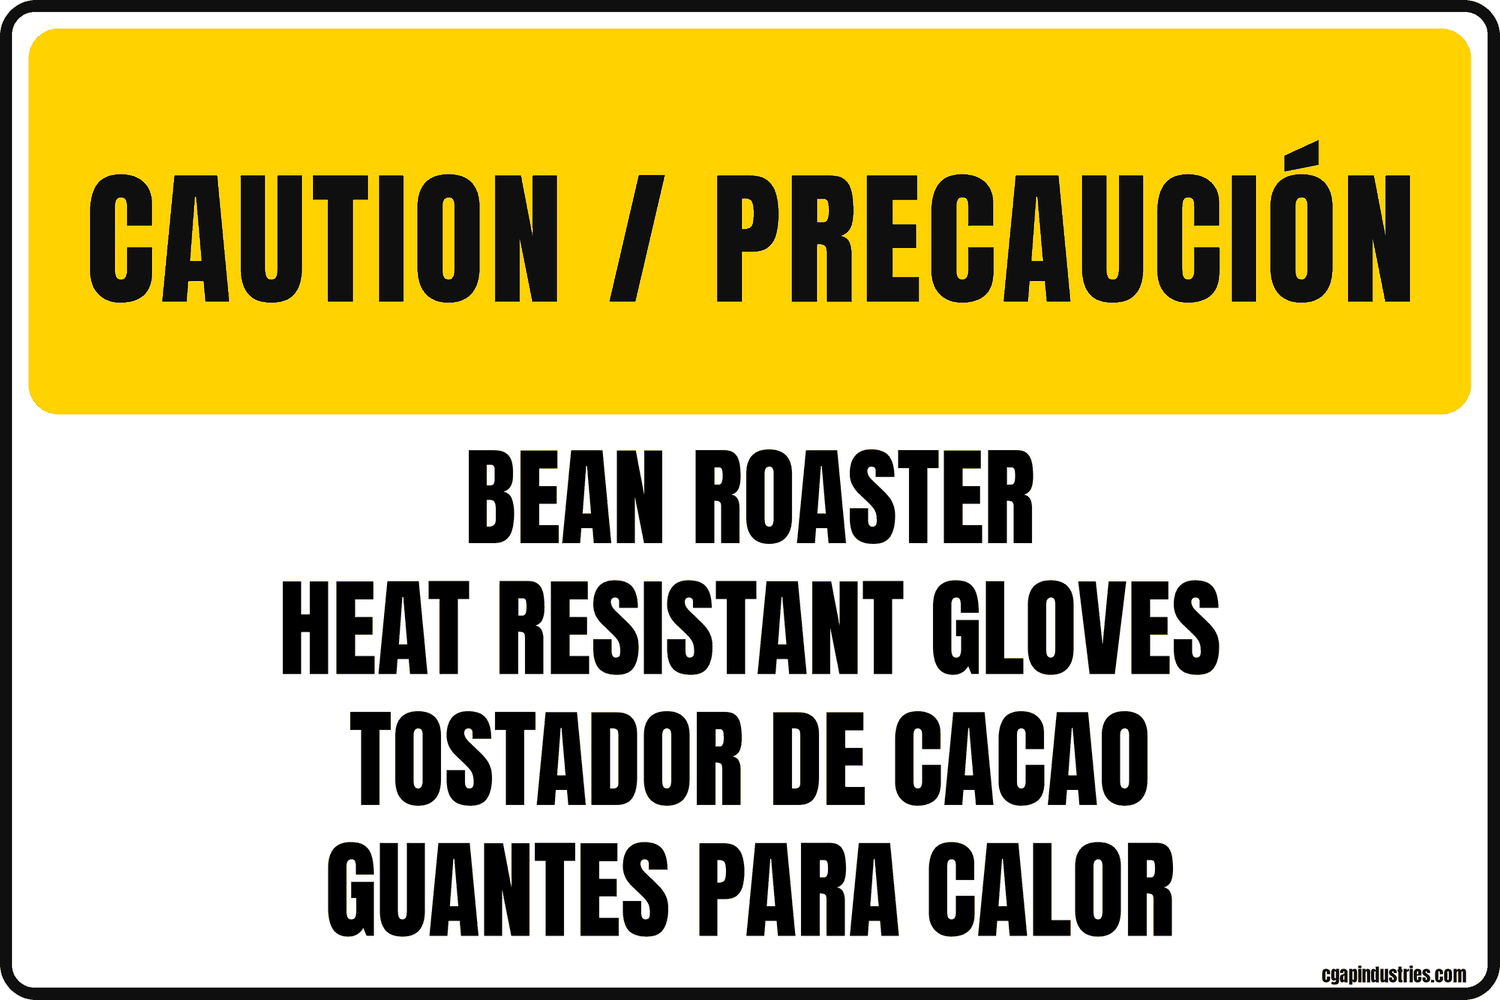 CAUTION / PRECAUCIÓN
BEAN ROASTER
HEAT RESISTANT GLOVES
TOSTADOR DE CACAO
GUANTES PARA CALOR
cgapindustries.com